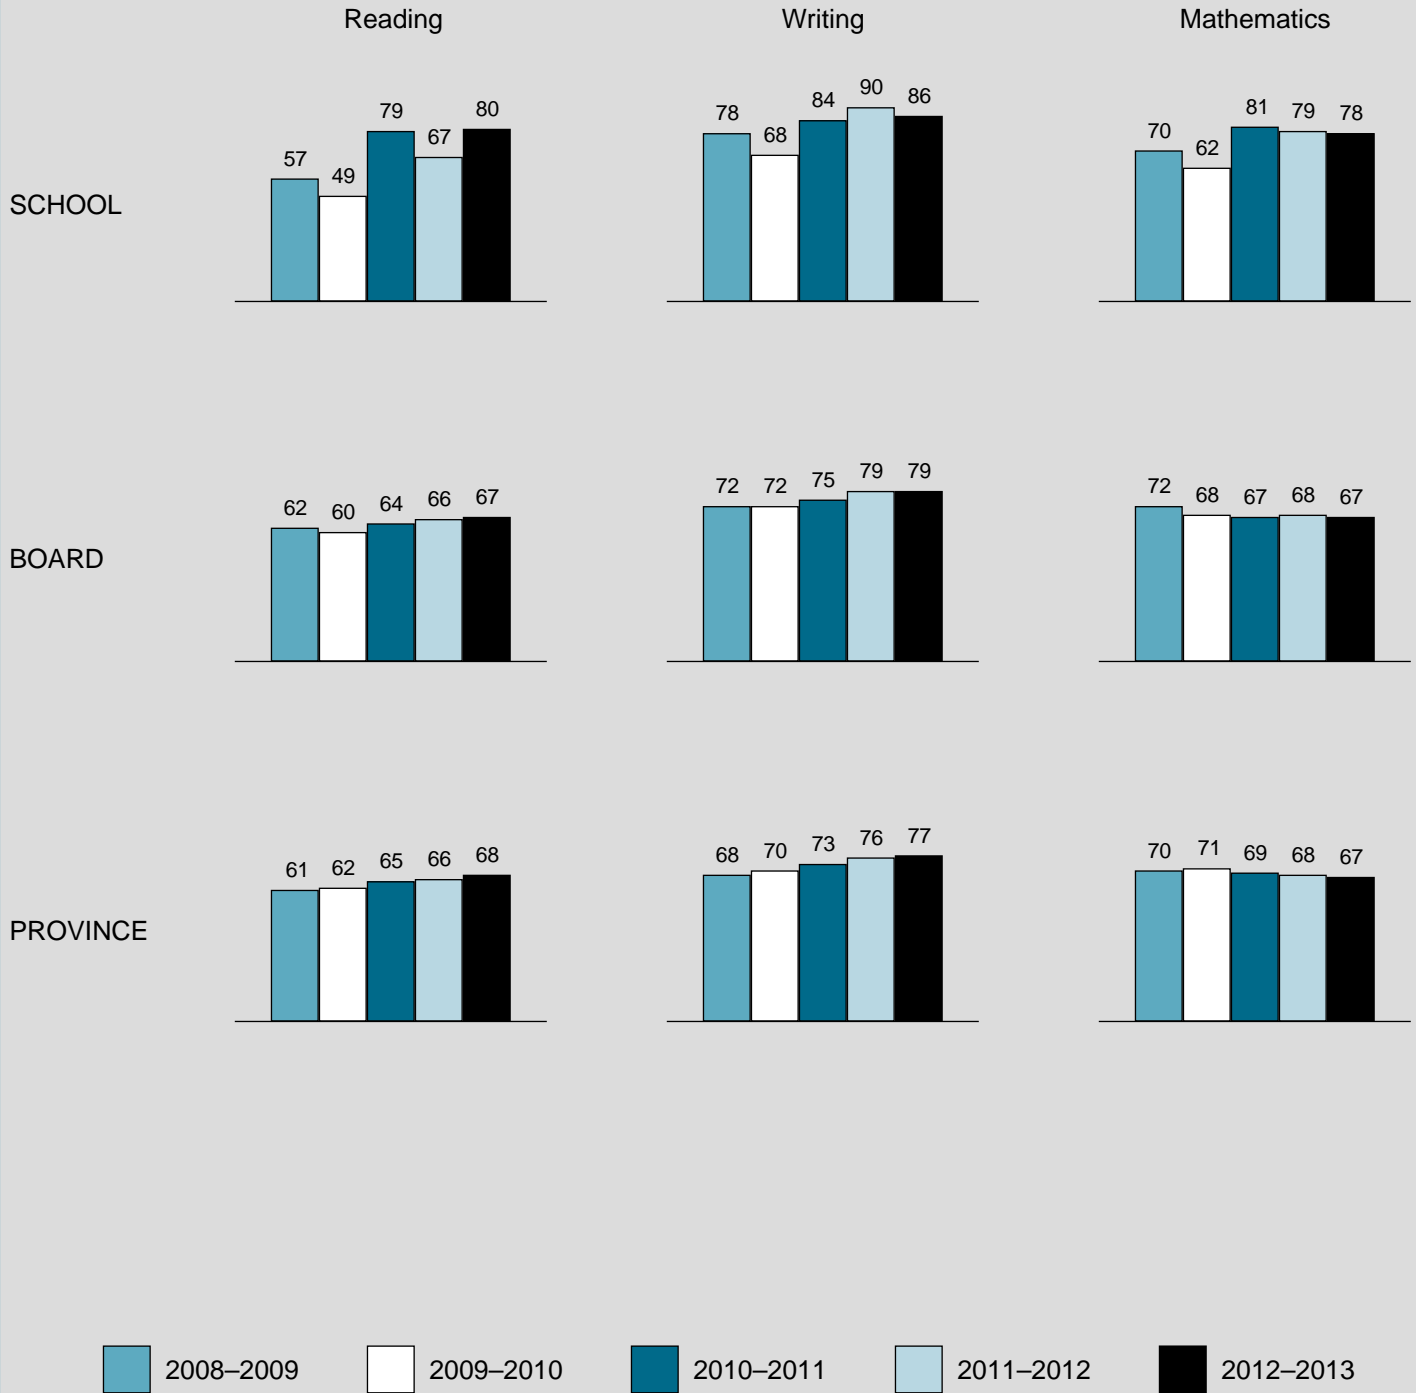 Reading Writing Mathematics
SCHOOL
57 49 79 67 80
78 68 84 90 86
70 62 81 79 78
BOARD
62 60 64 66 67
72 72 75 79 79
72 68 67 68 67
PROVINCE
61 62 65 66 68
68 70 73 76 77
70 71 69 68 67
2008–2009 2009–2010 2010–2011 2011–2012 2012–2013